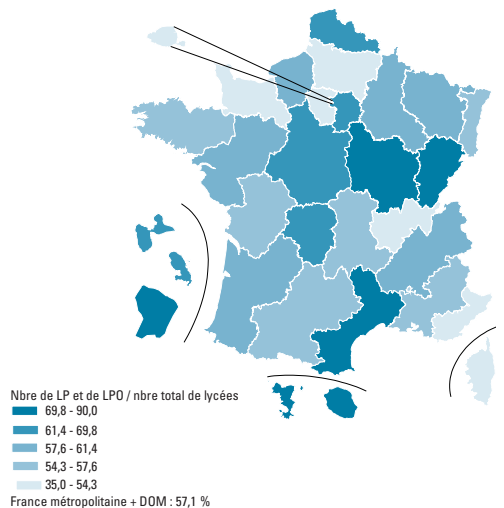 Nbre de LP et de LPO / nbre total de lycées
69,8 - 90,0
61,4 - 69,8
57,6 - 61,4
54,3 - 57,6
35,0 - 54,3
France métropolitaine + DOM : 57,1 %